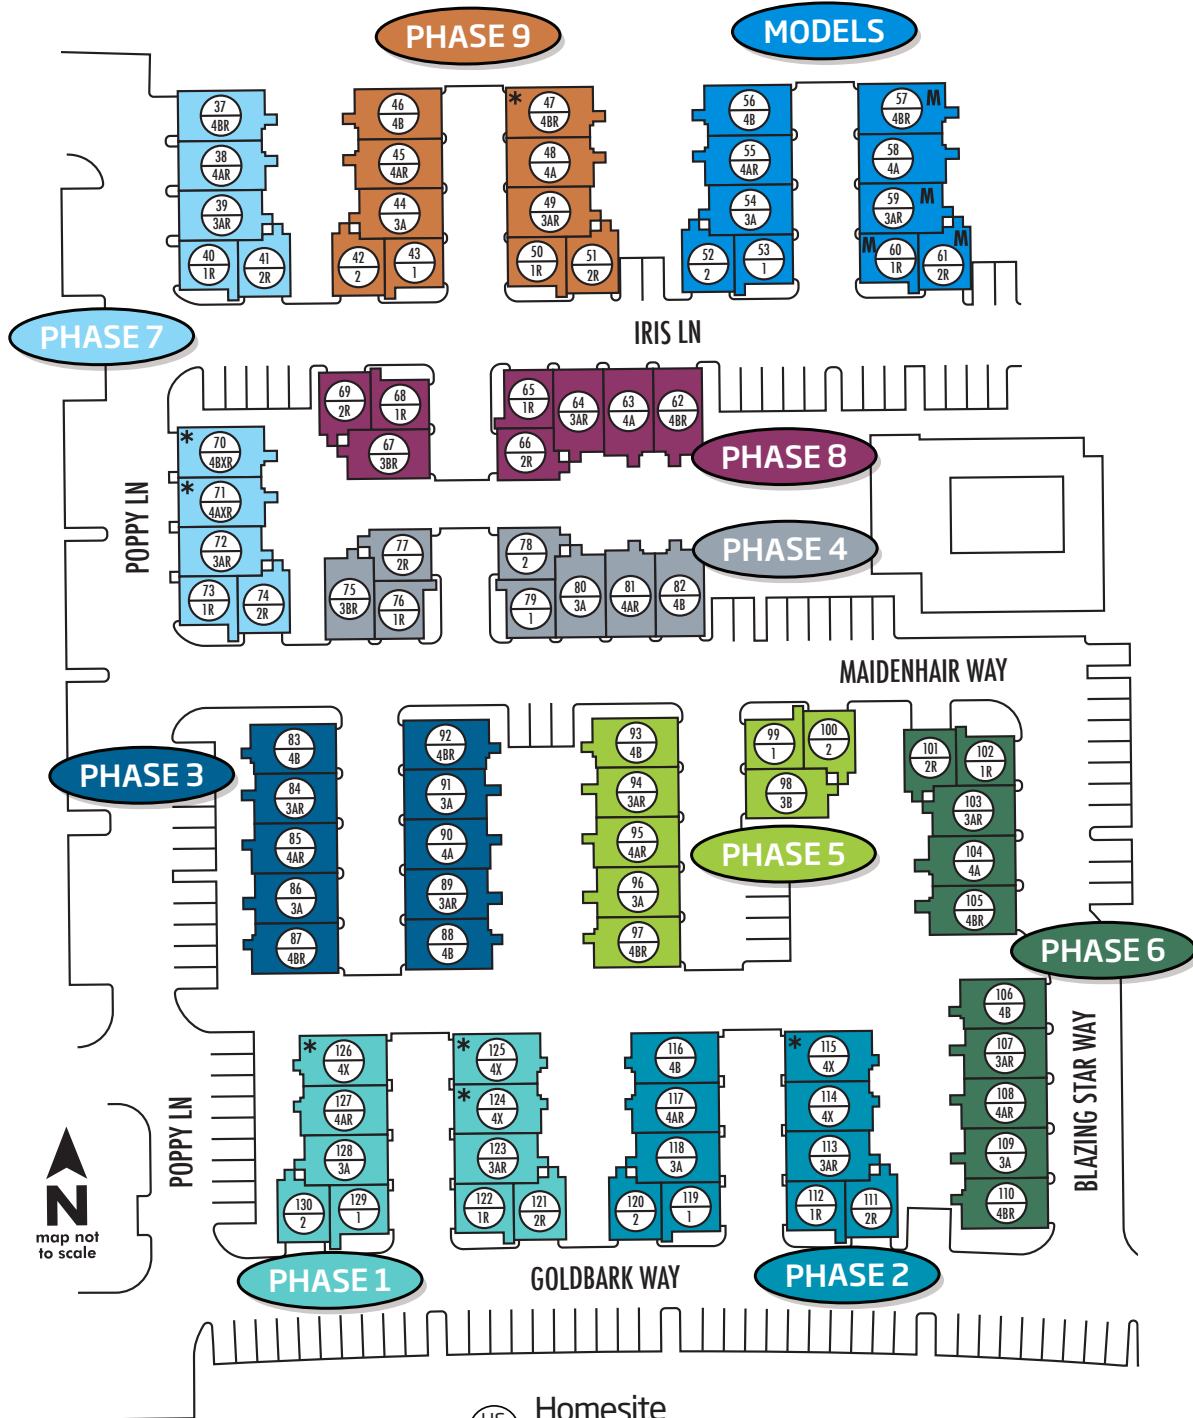 PHASE 9
MODELS
37
4BR
38
4AR
39
3AR
40
1R
41
2R
46
4B
45
4AR
44
3A
42
2
43
1
*
47
4BR
48
4A
49
3AR
50
1R
51
2R
56
4B
55
4AR
54
3A
52
2
53
1
57
4BR
M
58
4A
59
3AR
M
M
60
1R
61
2R
M
PHASE 7
IRIS LN
69
2R
68
1R
67
3BR
65
1R
66
2R
64
3AR
63
4A
62
4BR
PHASE 8
*
70
4BXR
*
71
4AXR
72
3AR
73
1R
74
2R
POPPY LN
77
2R
75
3BR
76
1R
78
2
79
1
80
3A
81
4AR
82
4B
PHASE 4
MAIDENHAIR WAY
PHASE 3
83
4B
84
3AR
85
4AR
86
3A
87
4BR
92
4BR
91
3A
90
4A
89
3AR
88
4B
93
4B
94
3AR
95
4AR
96
3A
97
4BR
99
1
100
2
98
3B
PHASE 5
101
2R
102
1R
103
3AR
104
4A
105
4BR
PHASE 6
106
4B
107
3AR
108
4AR
109
3A
110
4BR
BLAZING STAR WAY
POPPY LN
*
126
4X
127
4AR
128
3A
130
2
129
1
*
125
4X
*
124
4X
123
3AR
122
1R
121
2R
116
4B
117
4AR
118
3A
120
2
119
1
*
115
4X
114
4X
113
3AR
112
1R
111
2R
N
map not
to scale
PHASE 1
GOLDBARK WAY
PHASE 2
HS
Homesite